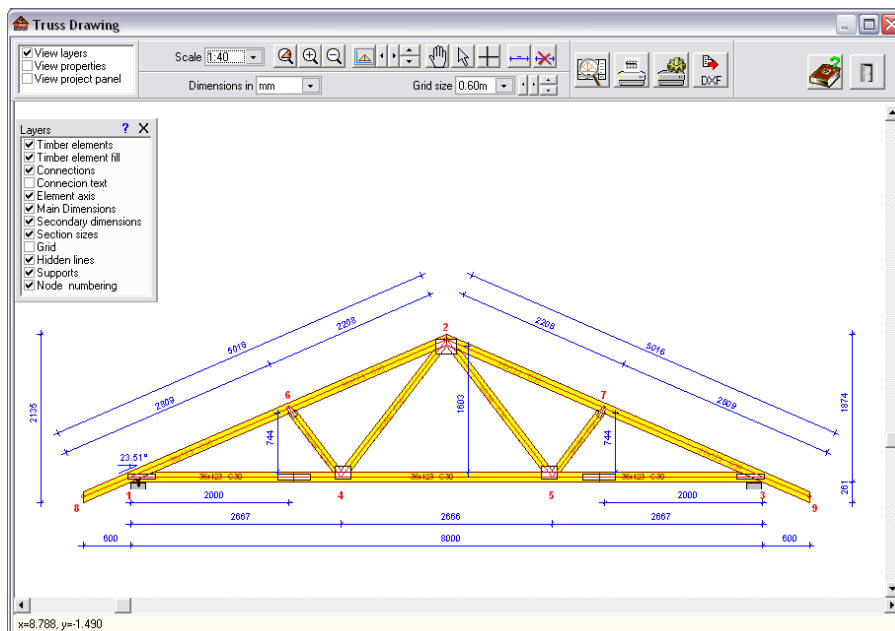 Truss Drawing
View layers
View properties
View project panel
Scale 1:40
Dimensions in mm
Grid size 0.60m
DXF
Layers ? X
Timber elements
Timber element fill
Connections
Connecion text
Element axis
Main Dimensions
Secondary dimensions
Section sizes
Grid
Hidden lines
Supports
Node numbering
5016 2208 2208 5016
2
2809 2809
2135 1603 1874
6 7
744 744
23.51°
36x123 C30 36x123 C30 36x123 C30
261
8 1 4 5 3 9
2000 2000
2667 2666 2667
600 8000 600
x=8.788, y=-1.490